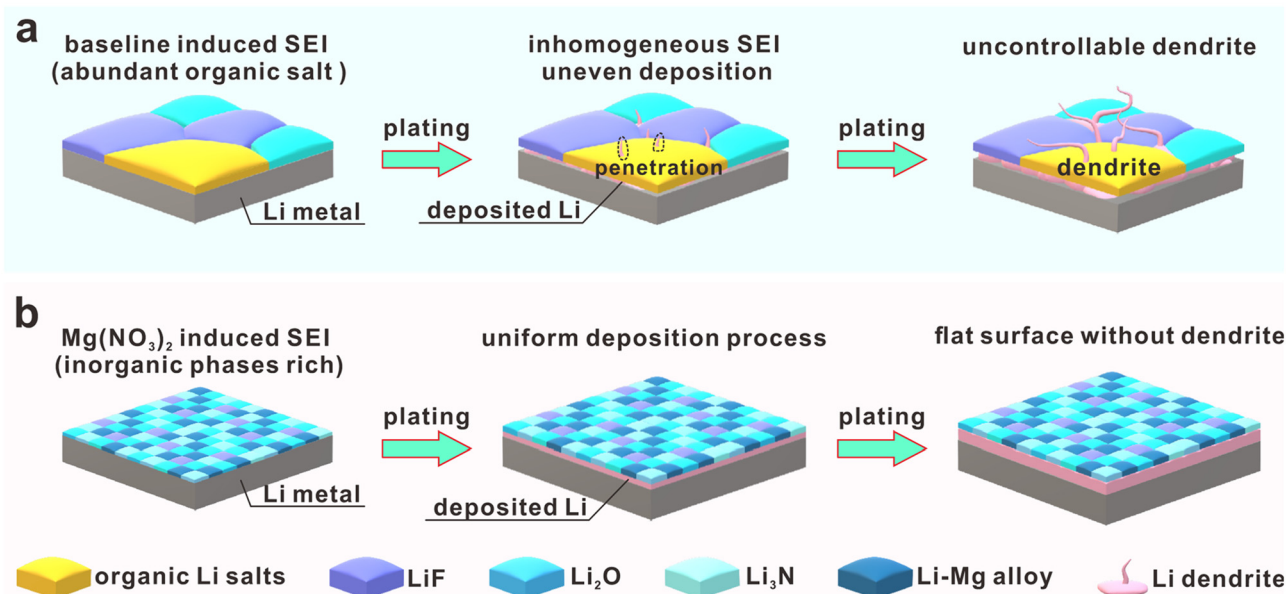 a
baseline induced SEI
(abundant organic salt )
inhomogeneous SEI
uneven deposition
uncontrollable dendrite
plating
plating
penetration
dendrite
Li metal
deposited Li
b
Mg(NO₃)₂ induced SEI
(inorganic phases rich)
uniform deposition process
flat surface without dendrite
plating
plating
Li metal
deposited Li
organic Li salts
LiF
Li₂O
Li₃N
Li-Mg alloy
Li dendrite